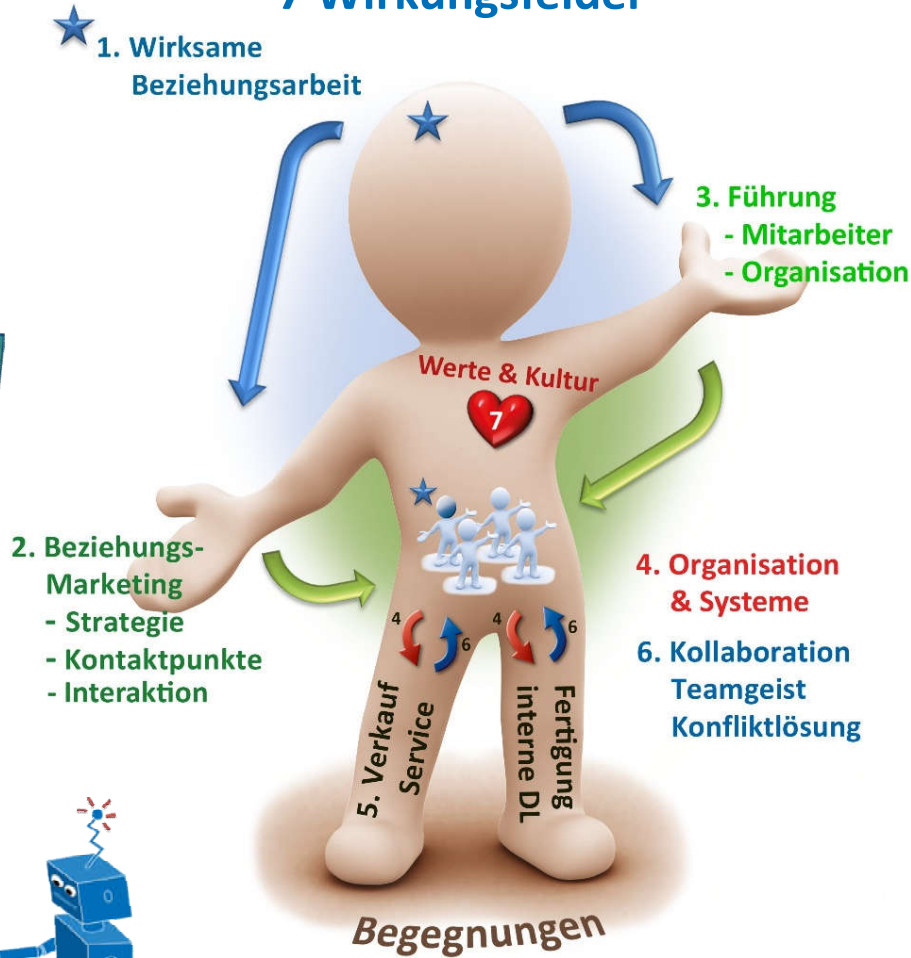 7 Wirkungsfelder
1. Wirksame
Beziehungsarbeit
3. Führung
- Mitarbeiter
- Organisation
Werte & Kultur
7
2. Beziehungs-
Marketing
- Strategie
- Kontaktpunkte
- Interaktion
4. Organisation
& Systeme
6. Kollaboration
Teamgeist
Konfliktlösung
4
6
4
6
5. Verkauf
Service
interne DL
Fertigung
Begegnungen